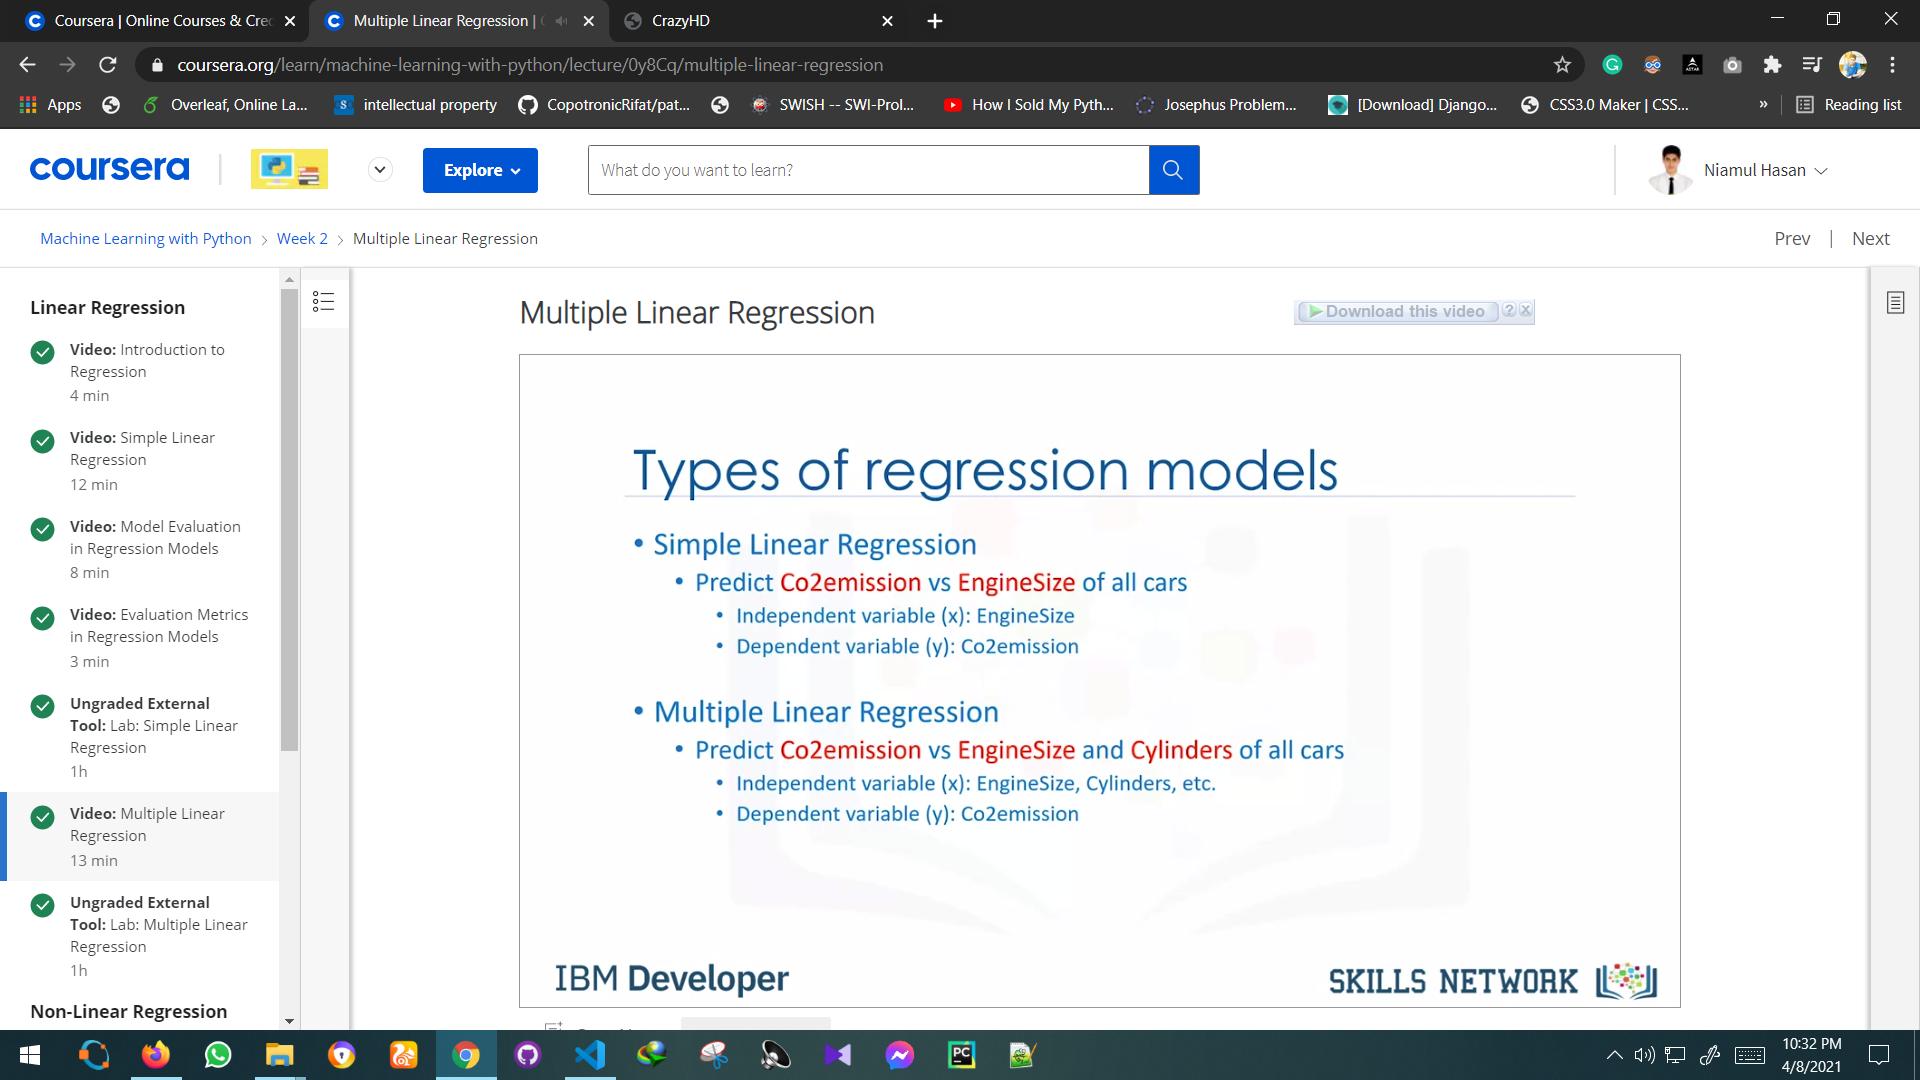 Coursera | Online Courses & Crec
Multiple Linear Regression |
CrazyHD
coursera.org/learn/machine-learning-with-python/lecture/0y8Cq/multiple-linear-regression
Apps
Overleaf, Online La...
intellectual property
CopotronicRifat/pat...
SWISH -- SWI-Prol...
How I Sold My Pyth...
Josephus Problem...
[Download] Django...
CSS3.0 Maker | CSS...
»
Reading list
coursera
Explore
What do you want to learn?
Niamul Hasan
Machine Learning with Python > Week 2 > Multiple Linear Regression
Prev | Next
Linear Regression
Video: Introduction to
Regression
4 min
Video: Simple Linear
Regression
12 min
Video: Model Evaluation
in Regression Models
8 min
Video: Evaluation Metrics
in Regression Models
3 min
Ungraded External
Tool: Lab: Simple Linear
Regression
1h
Video: Multiple Linear
Regression
13 min
Ungraded External
Tool: Lab: Multiple Linear
Regression
1h
Non-Linear Regression
Multiple Linear Regression
Download this video ? x
Types of regression models
• Simple Linear Regression
• Predict Co2emission vs EngineSize of all cars
• Independent variable (x): EngineSize
• Dependent variable (y): Co2emission
• Multiple Linear Regression
• Predict Co2emission vs EngineSize and Cylinders of all cars
• Independent variable (x): EngineSize, Cylinders, etc.
• Dependent variable (y): Co2emission
IBM Developer
SKILLS NETWORK
PC
10:32 PM
4/8/2021